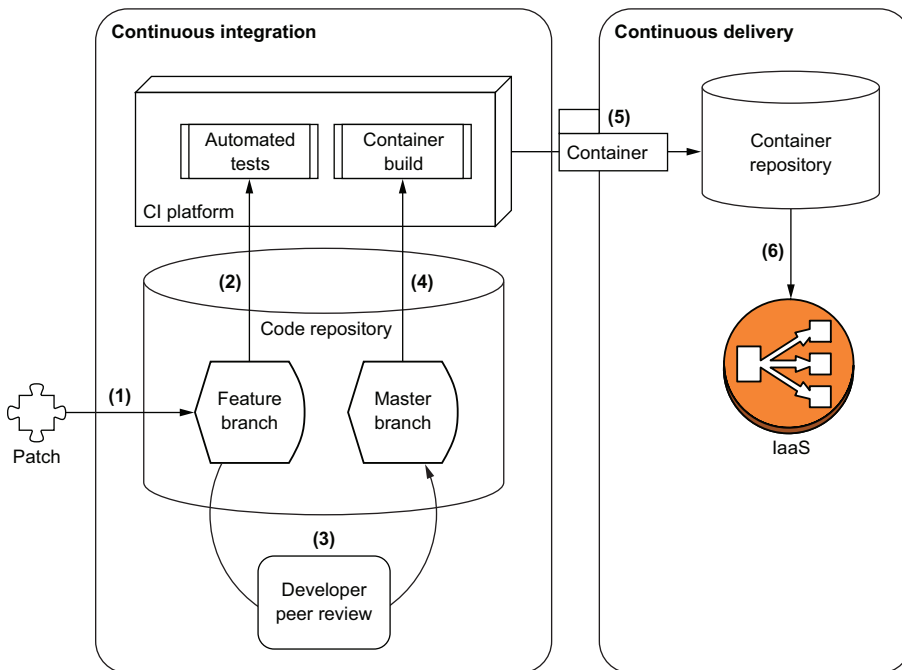 Continuous integration
Continuous delivery
Automated
tests
Container
build
CI platform
(5)
Container
Container
repository
(2)
(4)
(6)
Code repository
(1)
Feature
branch
Master
branch
Patch
IaaS
(3)
Developer
peer review